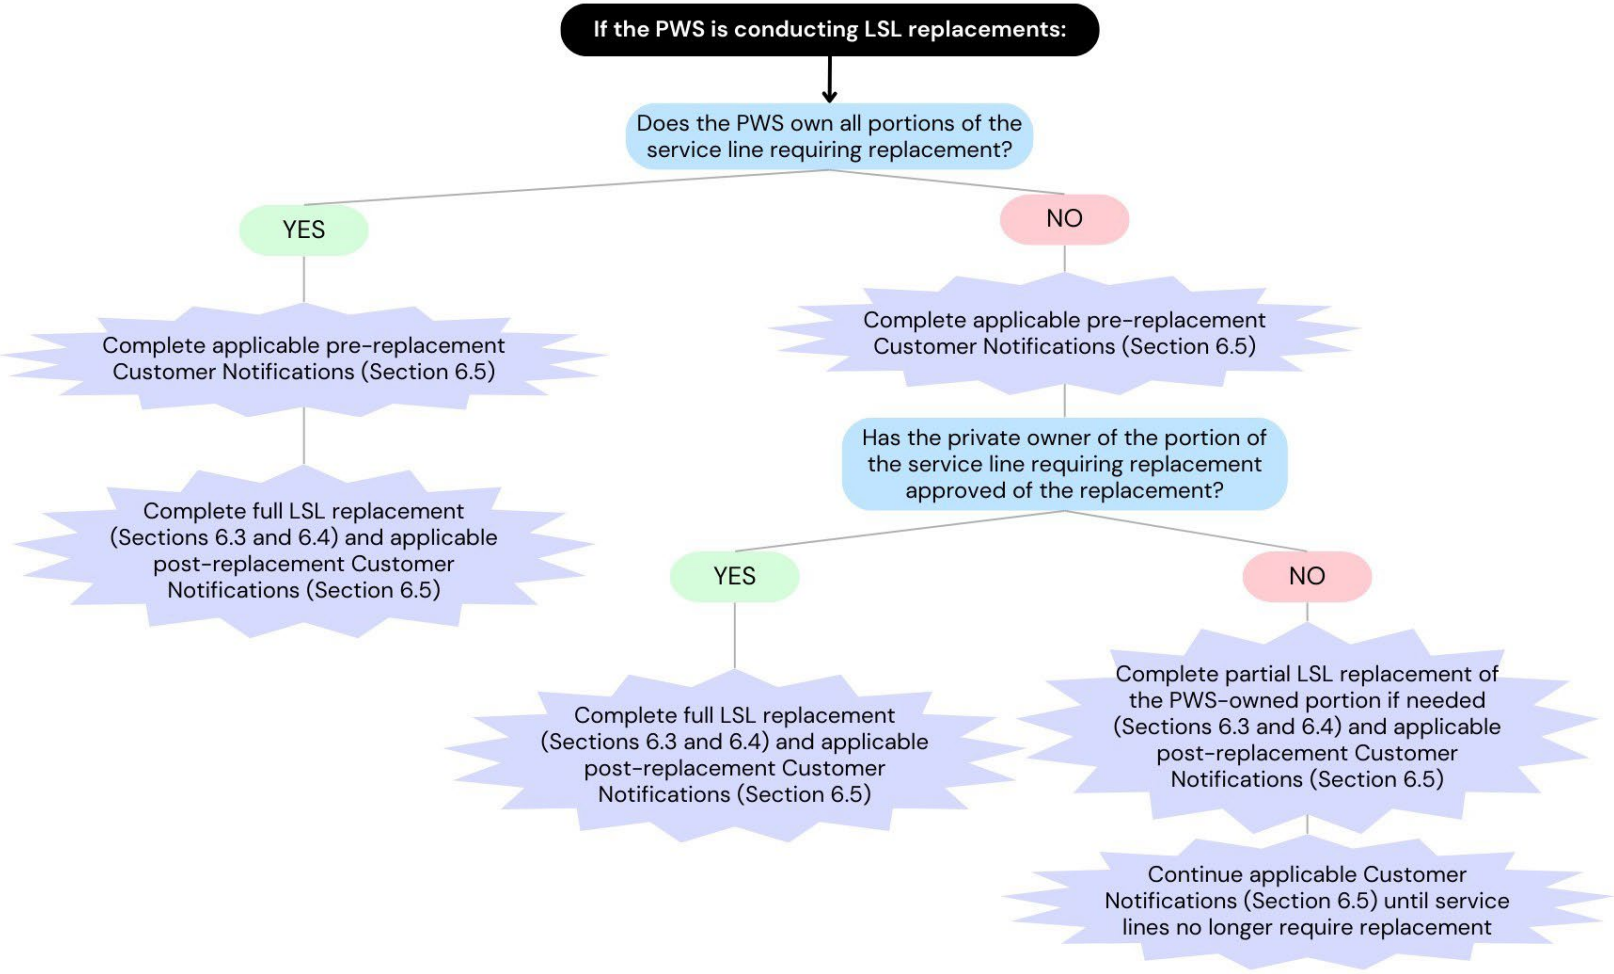 If the PWS is conducting LSL replacements:
Does the PWS own all portions of the
service line requiring replacement?
YES
Complete applicable pre-replacement
Customer Notifications (Section 6.5)
Complete full LSL replacement
(Sections 6.3 and 6.4) and applicable
post-replacement Customer
Notifications (Section 6.5)
NO
Complete applicable pre-replacement
Customer Notifications (Section 6.5)
Has the private owner of the portion of
the service line requiring replacement
approved of the replacement?
YES
Complete full LSL replacement
(Sections 6.3 and 6.4) and applicable
post-replacement Customer
Notifications (Section 6.5)
NO
Complete partial LSL replacement of
the PWS-owned portion if needed
(Sections 6.3 and 6.4) and applicable
post-replacement Customer
Notifications (Section 6.5)
Continue applicable Customer
Notifications (Section 6.5) until service
lines no longer require replacement